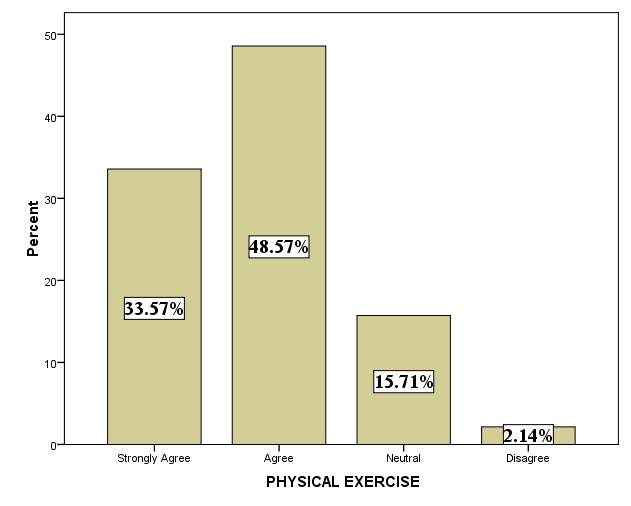 50
40
30
20
10
0
Percent
33.57%
48.57%
15.71%
2.14%
Strongly Agree
Agree
Neutral
Disagree
PHYSICAL EXERCISE